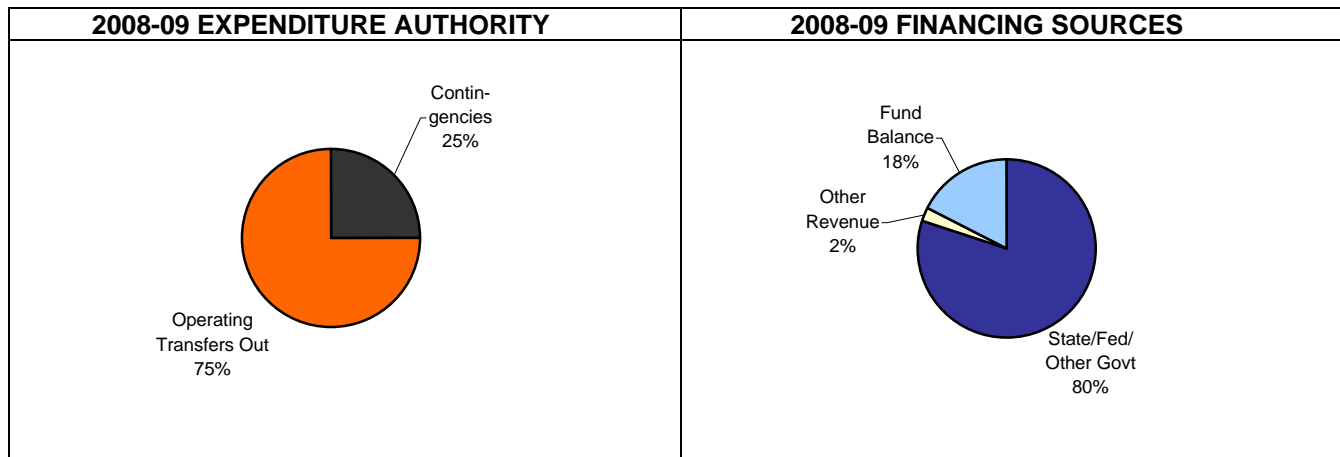 2008-09 EXPENDITURE AUTHORITY
Contin-
gencies
25%
Operating
Transfers Out
75%
2008-09 FINANCING SOURCES
Fund
Balance
18%
Other
Revenue
2%
State/Fed/
Other Govt
80%